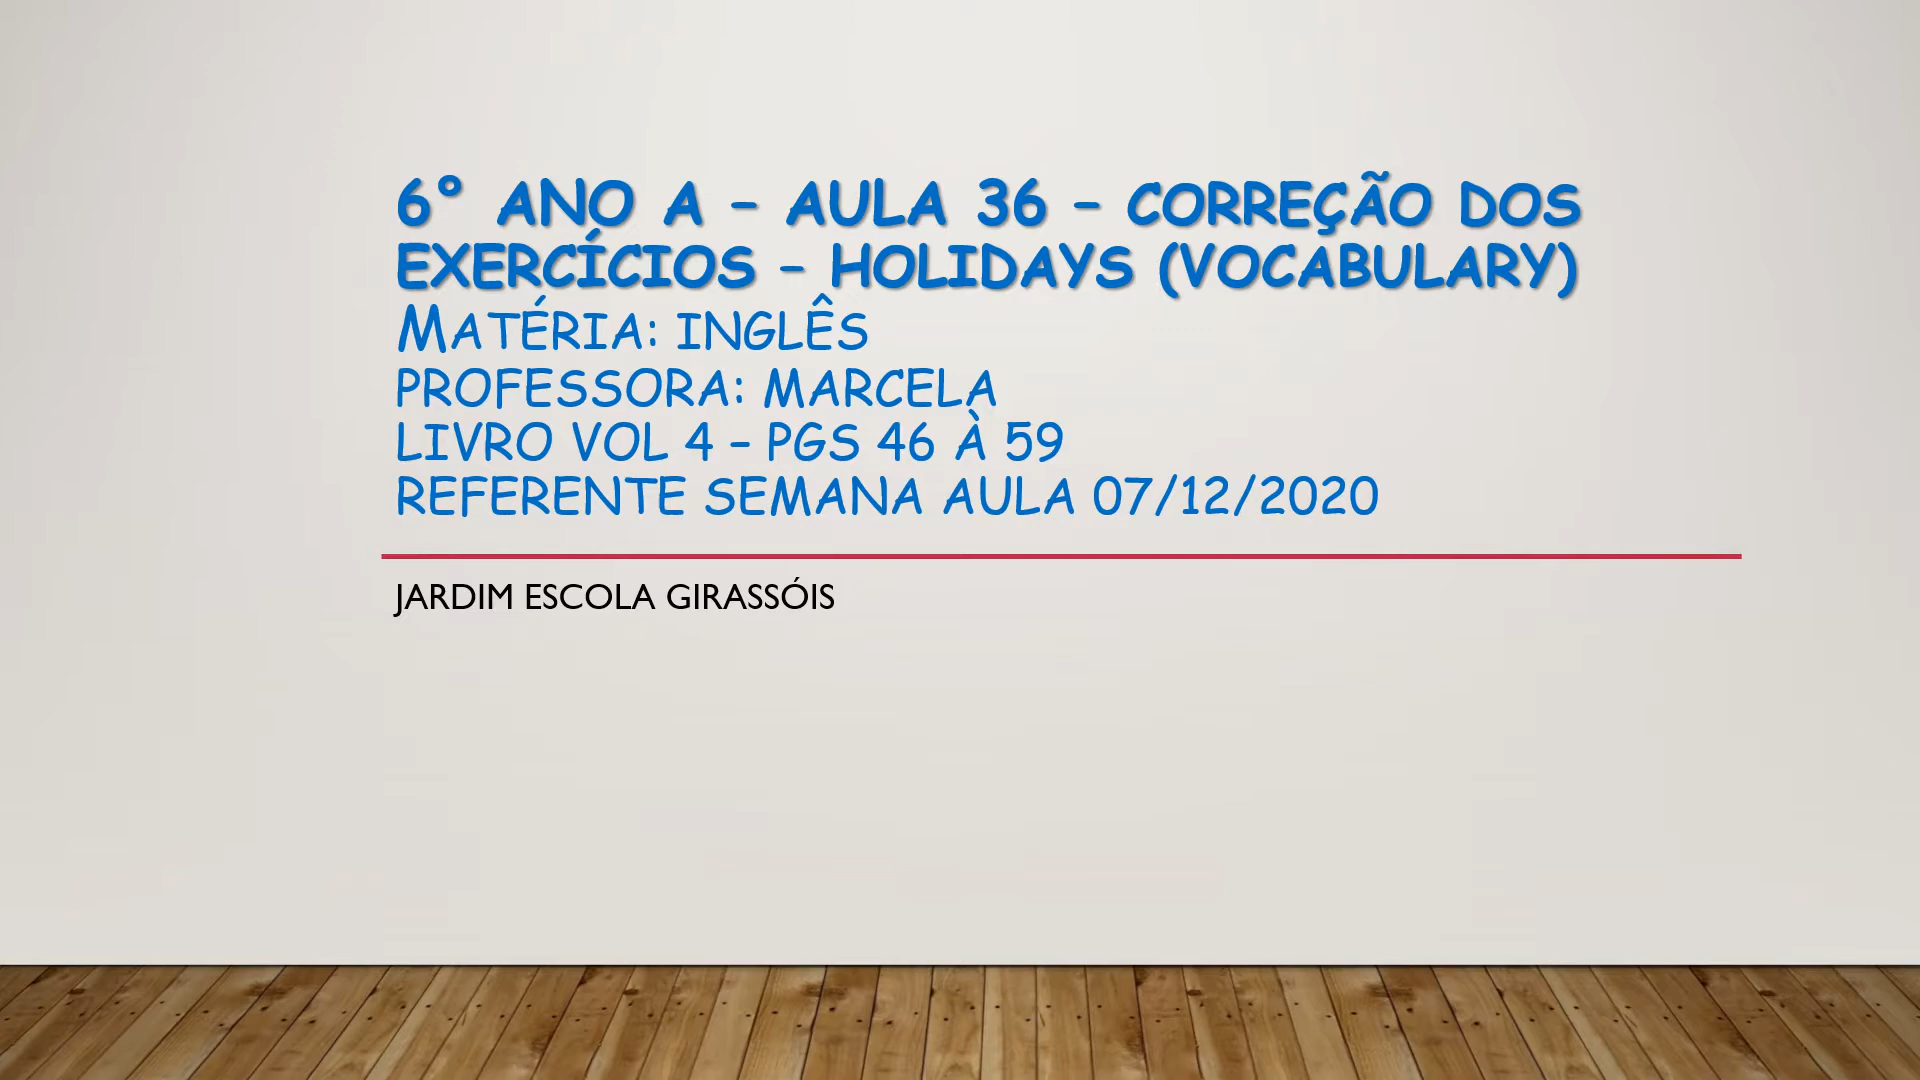 6° ANO A – AULA 36 – CORREÇÃO DOS
EXERCÍCIOS – HOLIDAYS (VOCABULARY)
MATÉRIA: INGLÊS
PROFESSORA: MARCELA
LIVRO VOL 4 – PGS 46 À 59
REFERENTE SEMANA AULA 07/12/2020
JARDIM ESCOLA GIRASSÓIS